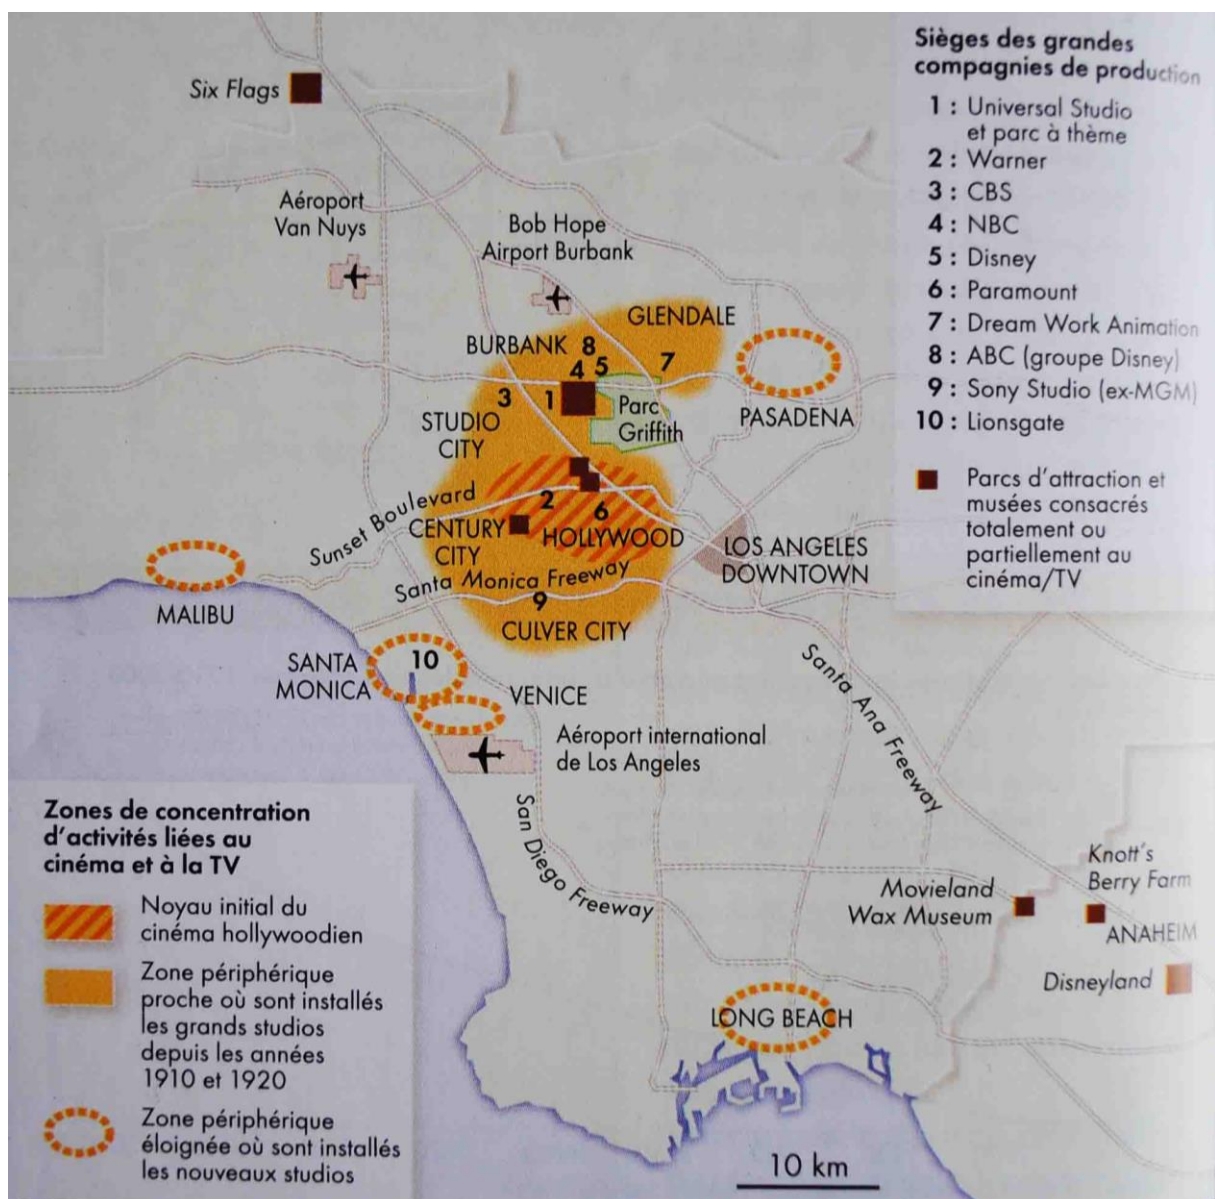 Sièges des grandes
compagnies de production
1 : Universal Studio
et parc à thème
2 : Warner
3 : CBS
4 : NBC
5 : Disney
6 : Paramount
7 : Dream Work Animation
8 : ABC (groupe Disney)
9 : Sony Studio (ex-MGM)
10 : Lionsgate
Parcs d'attraction et
musées consacrés
totalement ou
partiellement au
cinéma/TV
Six Flags
Aéroport
Van Nuys
Bob Hope
Airport Burbank
GLENDALE
BURBANK
8
4
5
7
3
1
Parc
Griffith
PASADENA
STUDIO
CITY
Sunset Boulevard
2
6
CENTURY
CITY
HOLLYWOOD
LOS ANGELES
DOWNTOWN
Santa Monica Freeway
9
CULVER CITY
MALIBU
SANTA
MONICA
10
VENICE
Aéroport international
de Los Angeles
Santa Ana Freeway
San Diego Freeway
Movieland
Wax Museum
Knott's
Berry Farm
ANAHEIM
Disneyland
LONG BEACH
10 km
Zones de concentration
d'activités liées au
cinéma et à la TV
Noyau initial du
cinéma hollywoodien
Zone périphérique
proche où sont installés
les grands studios
depuis les années
1910 et 1920
Zone périphérique
éloignée où sont installés
les nouveaux studios